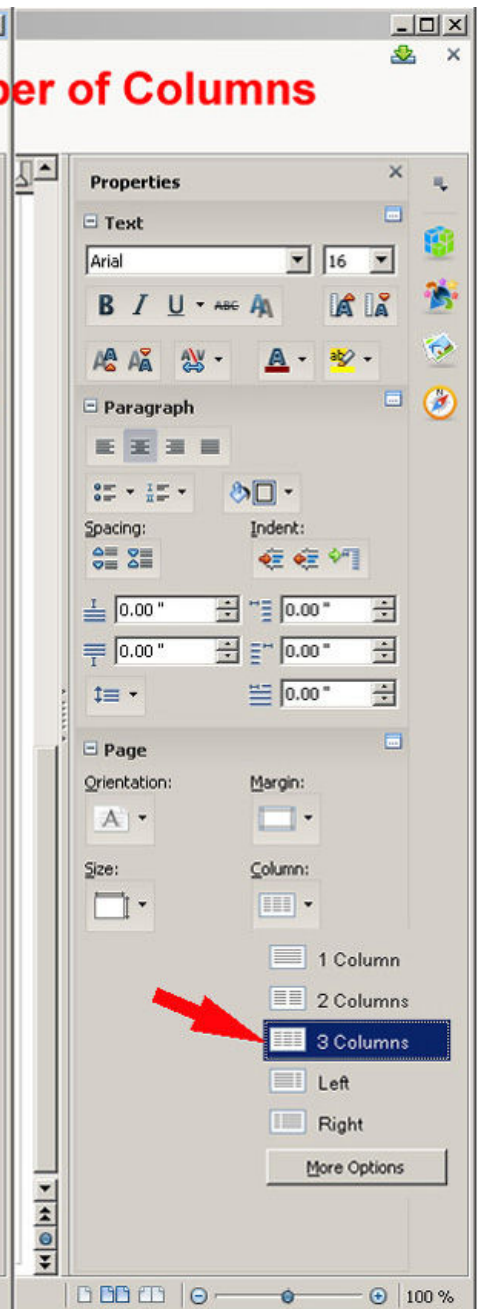 of Columns
Properties
Text
Arial 16
B I U ABC
Paragraph
Spacing: Indent:
0.00 " 0.00 "
0.00 " 0.00 "
0.00 "
Page
Orientation: Margin:
Size: Column:
1 Column
2 Columns
3 Columns
Left
Right
More Options
100 %